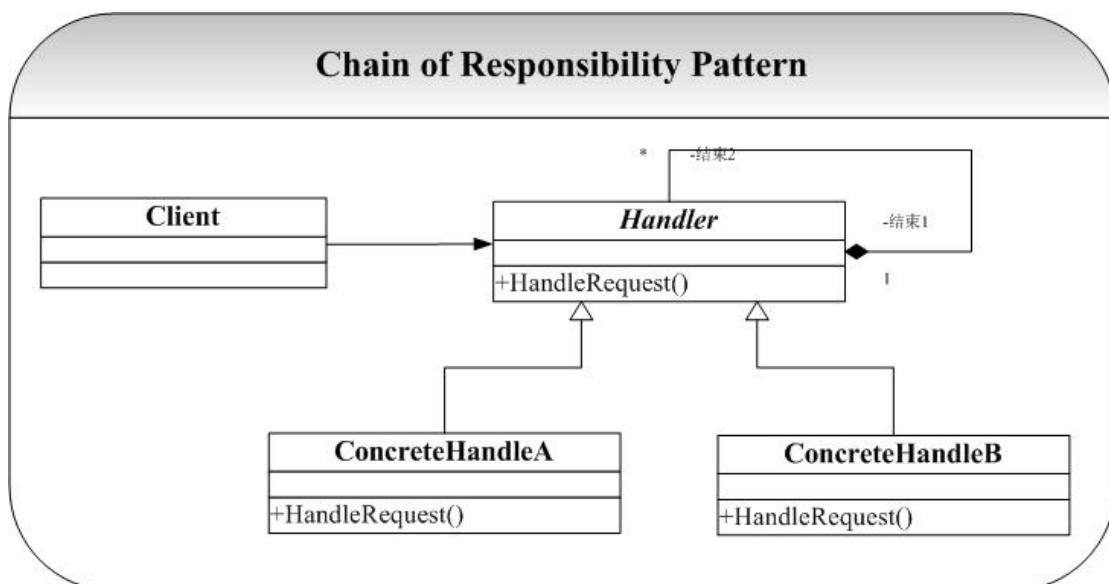 Chain of Responsibility Pattern
*
-结束2
Client
Handler
-结束1
+HandleRequest()
1
ConcreteHandleA
ConcreteHandleB
+HandleRequest()
+HandleRequest()